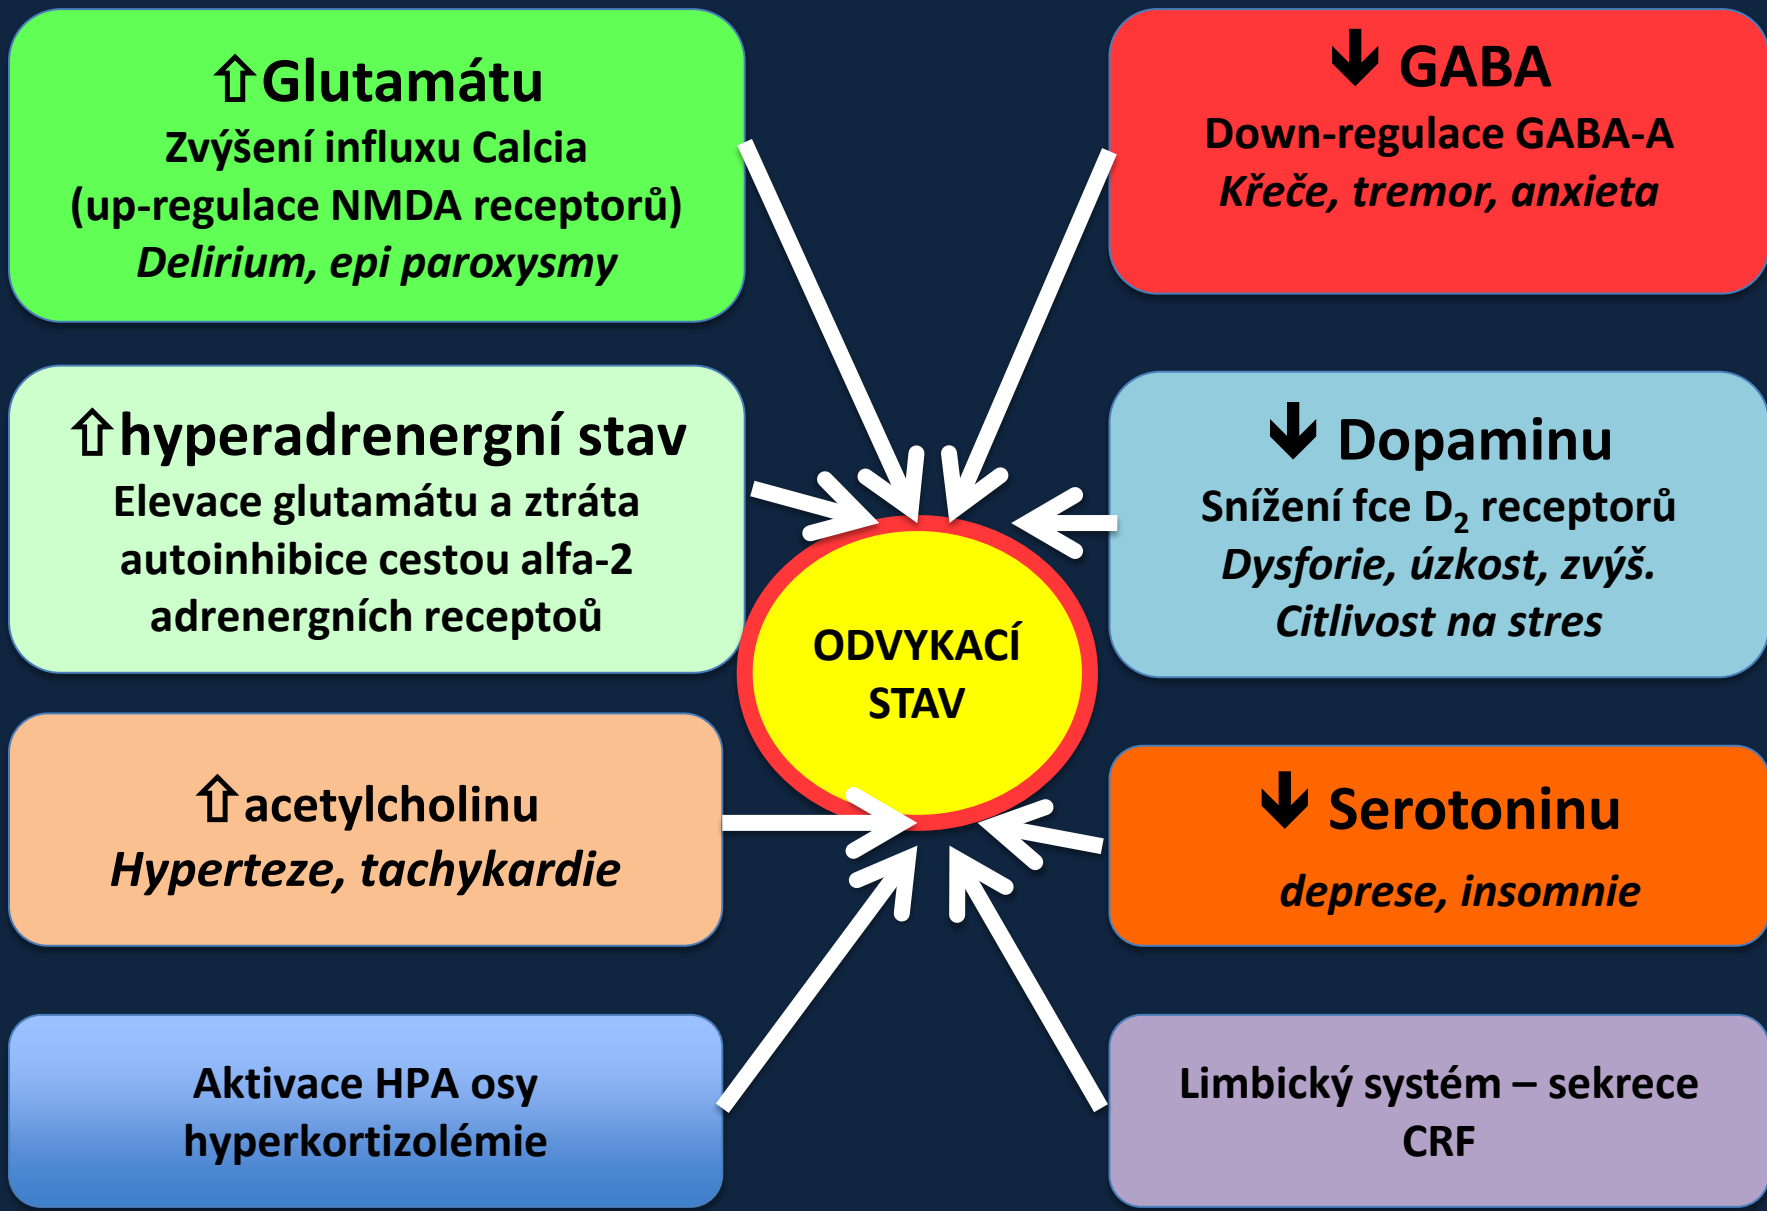 ⇧Glutamátu
Zvýšení influxu Calcia
(up-regulace NMDA receptorů)
Delirium, epi paroxysmy
🡻 GABA
Down-regulace GABA-A
Křeče, tremor, anxieta
⇧hyperadrenergní stav
Elevace glutamátu a ztráta
autoinhibice cestou alfa-2
adrenergních receptoů
🡻 Dopaminu
Snížení fce D₂ receptorů
Dysforie, úzkost, zvýš.
Citlivost na stres
ODVYKACÍ
STAV
⇧acetylcholinu
Hyperteze, tachykardie
🡻 Serotoninu
deprese, insomnie
Aktivace HPA osy
hyperkortizolémie
Limbický systém – sekrece
CRF